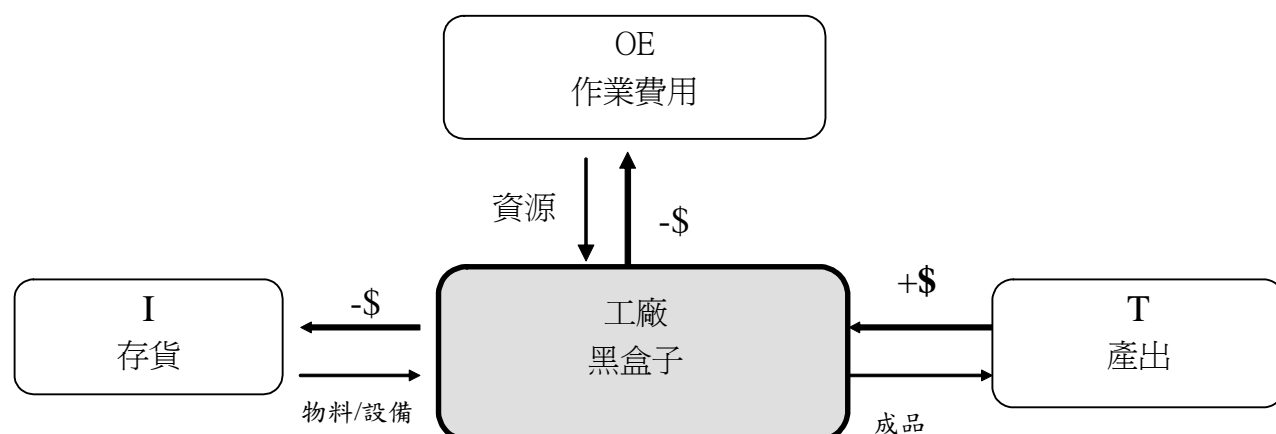 OE
作業費用
資源
-$
I
存貨
-$
物料/設備
工廠
黑盒子
+$
成品
T
產出